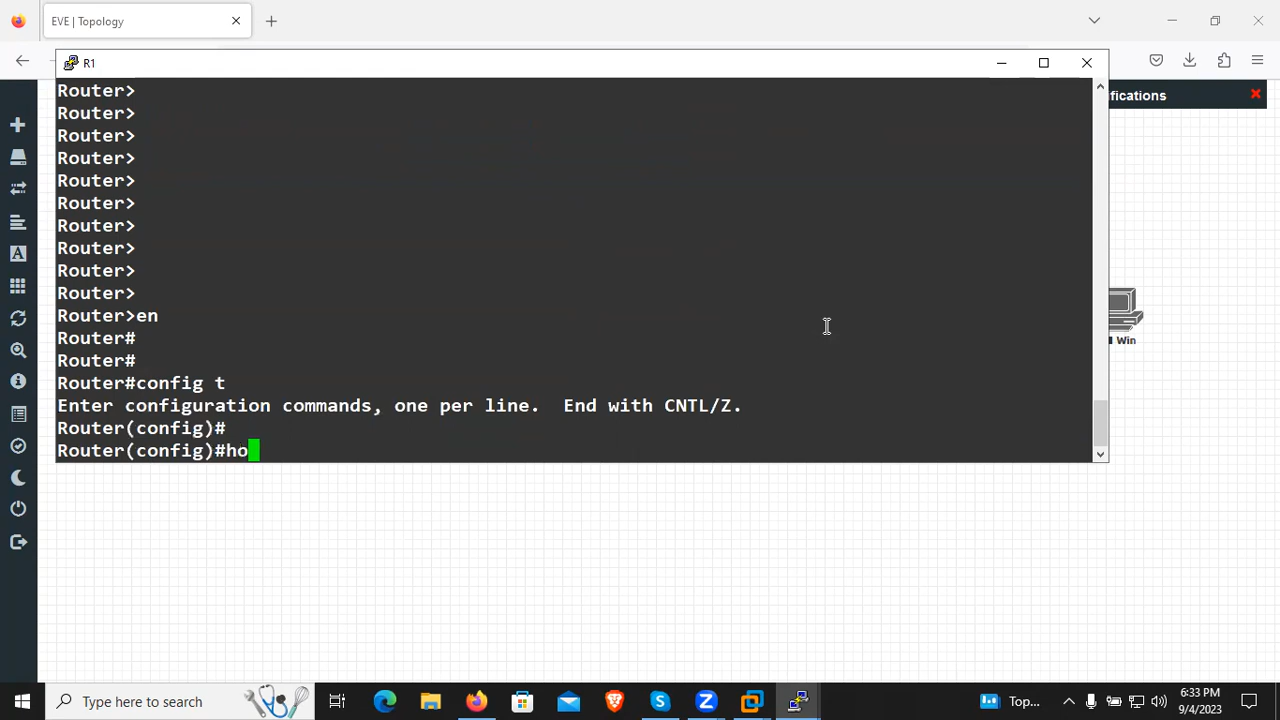 EVE | Topology
R1
fications
Router>
Router>
Router>
Router>
Router>
Router>
Router>
Router>
Router>
Router>
Router>en
Router#
Router#
Router#config t
Enter configuration commands, one per line.  End with CNTL/Z.
Router(config)#
Router(config)#ho
Win
Type here to search
Top...
6:33 PM
9/4/2023